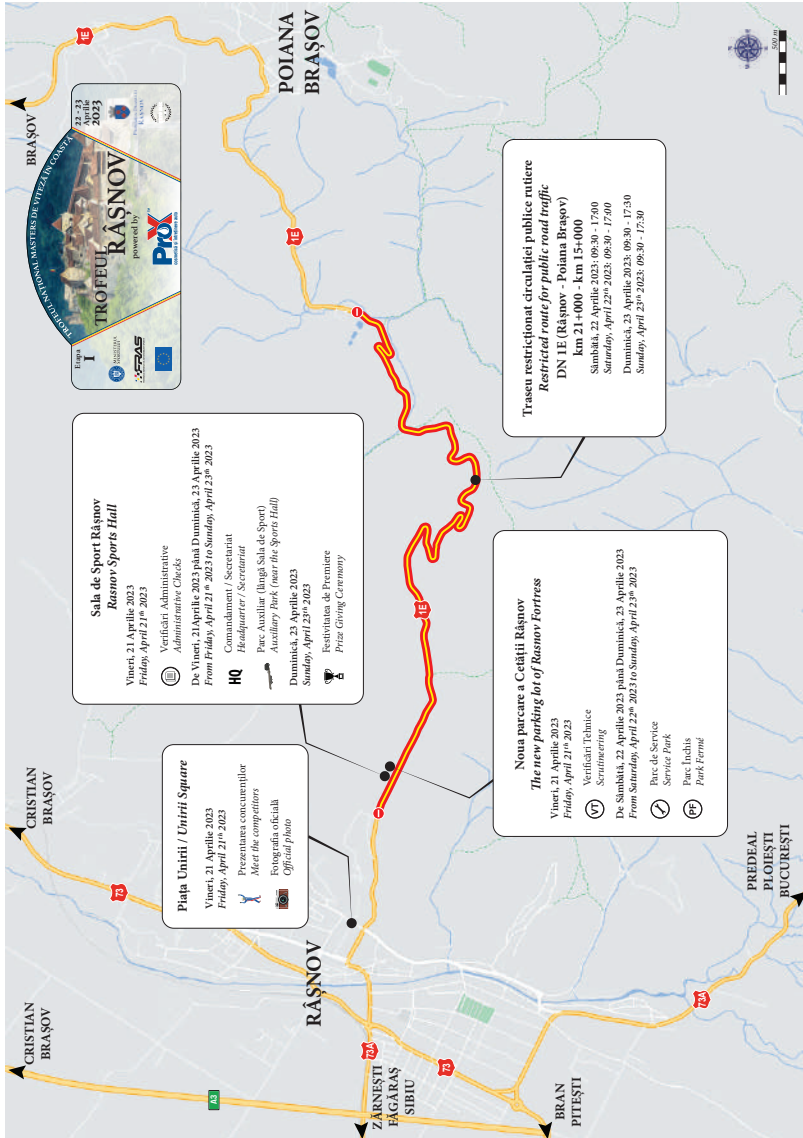 CRISTIAN
BRAȘOV
CRISTIAN
BRAȘOV
BRAȘOV
TROFEUL NAȚIONAL MASTERS DE VITEZĂ ÎN COASTĂ
Etapa
I
22 - 23
Aprilie
2023
TROFEUL
RÂȘNOV
powered by
ProX
MINISTERUL
FRAS
RÂȘNOV
Sala de Sport Râșnov
Rasnov Sports Hall
Vineri, 21 Aprilie 2023
Friday, April 21th 2023
Verificări Administrative
Administrative Checks
De Vineri, 21Aprilie 2023 până Duminică, 23 Aprilie 2023
From Friday, April 21th 2023 to Sunday, April 23th 2023
HQ
Comandament / Secretariat
Headquarter / Secretariat
Parc Auxiliar (lângă Sala de Sport)
Auxiliary Park (near the Sports Hall)
Duminică, 23 Aprilie 2023
Sunday, April 23th 2023
Festivitatea de Premiere
Prize Giving Ceremony
Piața Unirii / Unirii Square
Vineri, 21 Aprilie 2023
Friday, April 21th 2023
Prezentarea concurenților
Meet the competitors
Fotografia oficială
Official photo
POIANA
BRAȘOV
RÂȘNOV
A3
73
73
73A
73A
1E
1E
1E
ZĂRNEȘTI
FĂGĂRAȘ
SIBIU
BRAN
PITEȘTI
PREDEAL
PLOIEȘTI
BUCUREȘTI
Noua parcare a Cetății Râșnov
The new parking lot of Rasnov Fortress
Vineri, 21 Aprilie 2023
Friday, April 21th 2023
VT
Verificări Tehnice
Scrutineering
De Sâmbătă, 22 Aprilie 2023 până Duminică, 23 Aprilie 2023
From Saturday, April 22th 2023 to Sunday, April 23th 2023
Parc de Service
Service Park
PF
Parc Închis
Park Fermé
Traseu restricționat circulației publice rutiere
Restricted route for public road traffic
DN 1E (Râșnov - Poiana Brașov)
km 21+000 - km 15+000
Sâmbătă, 22 Aprilie 2023: 09:30 - 17:00
Saturday, April 22th 2023: 09:30 - 17:00
Duminică, 23 Aprilie 2023: 09:30 - 17:30
Sunday, April 23th 2023: 09:30 - 17:30
500 m